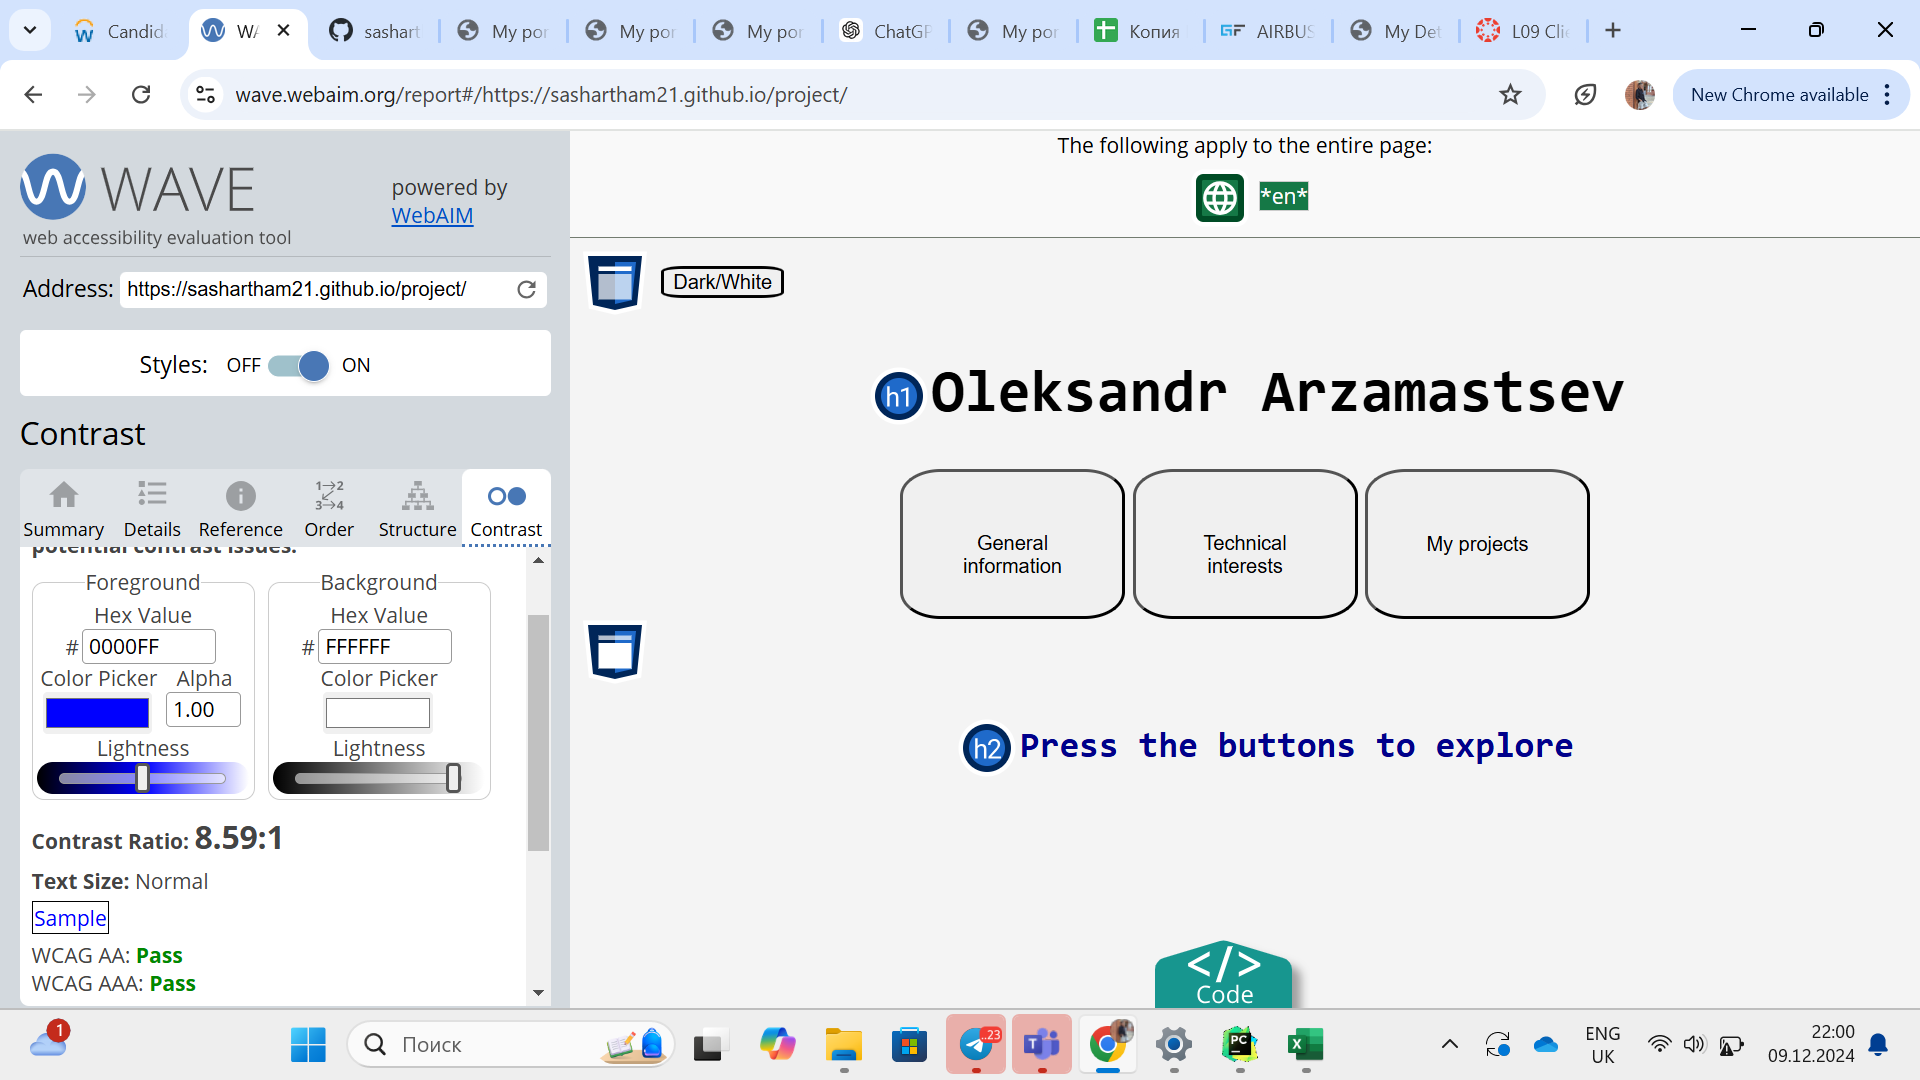 Candid
WA
sashart
My por
My por
My por
ChatGP
My por
Копия
AIRBUS
My Det
L09 Clie
wave.webaim.org/report#/https://sashartham21.github.io/project/
New Chrome available
WAVE
powered by
WebAIM
web accessibility evaluation tool
Address: https://sashartham21.github.io/project/
Styles: OFF ON
Contrast
Summary Details Reference Order Structure Contrast
potential contrast issues:
Foreground Background
Hex Value Hex Value
# 0000FF # FFFFFF
Color Picker Alpha Color Picker
1.00
Lightness Lightness
Contrast Ratio: 8.59:1
Text Size: Normal
Sample
WCAG AA: Pass
WCAG AAA: Pass
The following apply to the entire page:
*en*
Dark/White
h1 Oleksandr Arzamastsev
General
information
Technical
interests
My projects
h2 Press the buttons to explore
</>
Code
1
Поиск
..23
PC
ENG
UK
22:00
09.12.2024